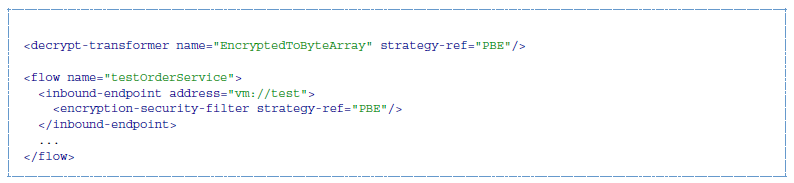 <decrypt-transformer name="EncryptedToByteArray" strategy-ref="PBE"/>
<flow name="testOrderService">
<inbound-endpoint address="vm://test">
<encryption-security-filter strategy-ref="PBE"/>
</inbound-endpoint>
...
</flow>